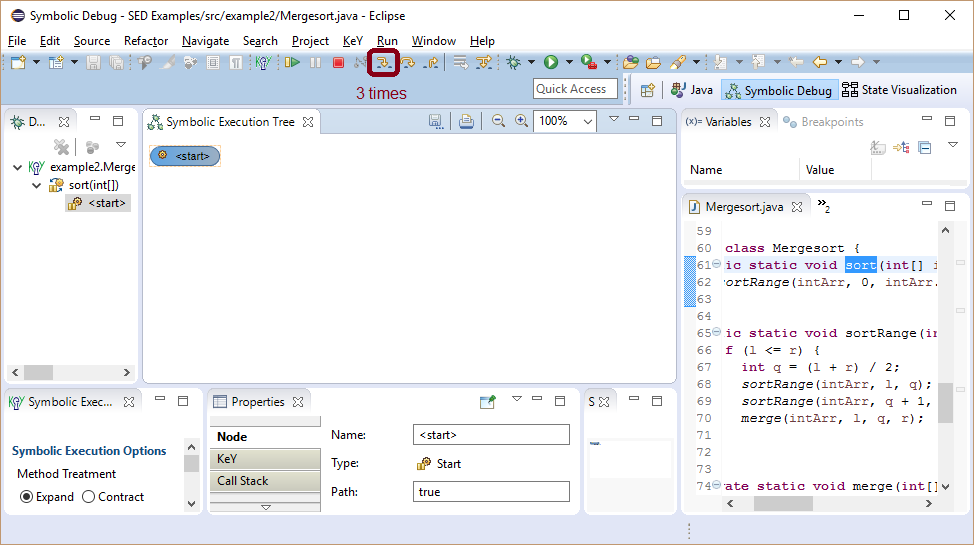 Symbolic Debug - SED Examples/src/example2/Mergesort.java - Eclipse
File Edit Source Refactor Navigate Search Project KeY Run Window Help
3 times
Quick Access
Java
Symbolic Debug
State Visualization
D...
example2.Merge
sort(int[])
<start>
Symbolic Execution Tree
100%
<start>
(x)= Variables
Breakpoints
Name Value
Mergesort.java
»2
59
60 class Mergesort {
61 ic static void sort(int[] i
62 sortRange(intArr, 0, intArr.
63
64
65 ic static void sortRange(in
66 f (l <= r) {
67 int q = (l + r) / 2;
68 sortRange(intArr, l, q);
69 sortRange(intArr, q + 1,
70 merge(intArr, l, q, r);
71
72
73
74 rate static void merge(int[]
Symbolic Exec...
Symbolic Execution Options
Method Treatment
Expand Contract
Properties
Node
KeY
Call Stack
Name: <start>
Type: Start
Path: true
S